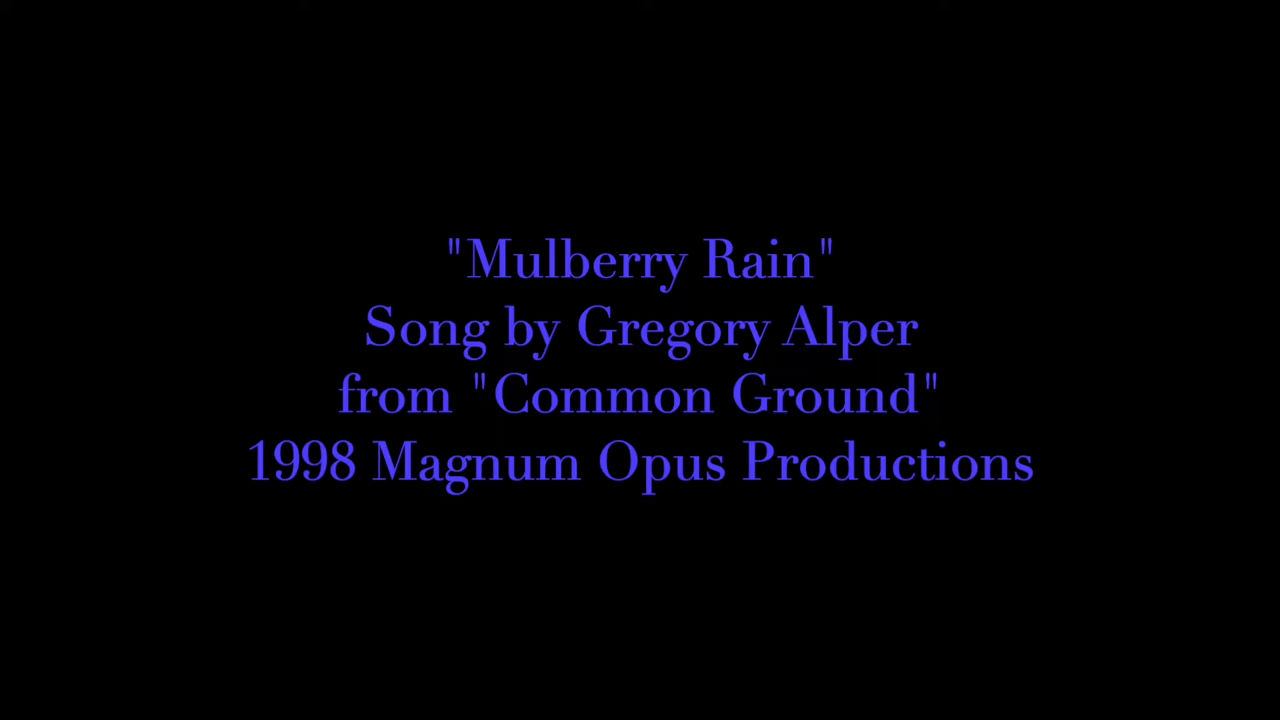 "Mulberry Rain"
Song by Gregory Alper
from "Common Ground"
1998 Magnum Opus Productions